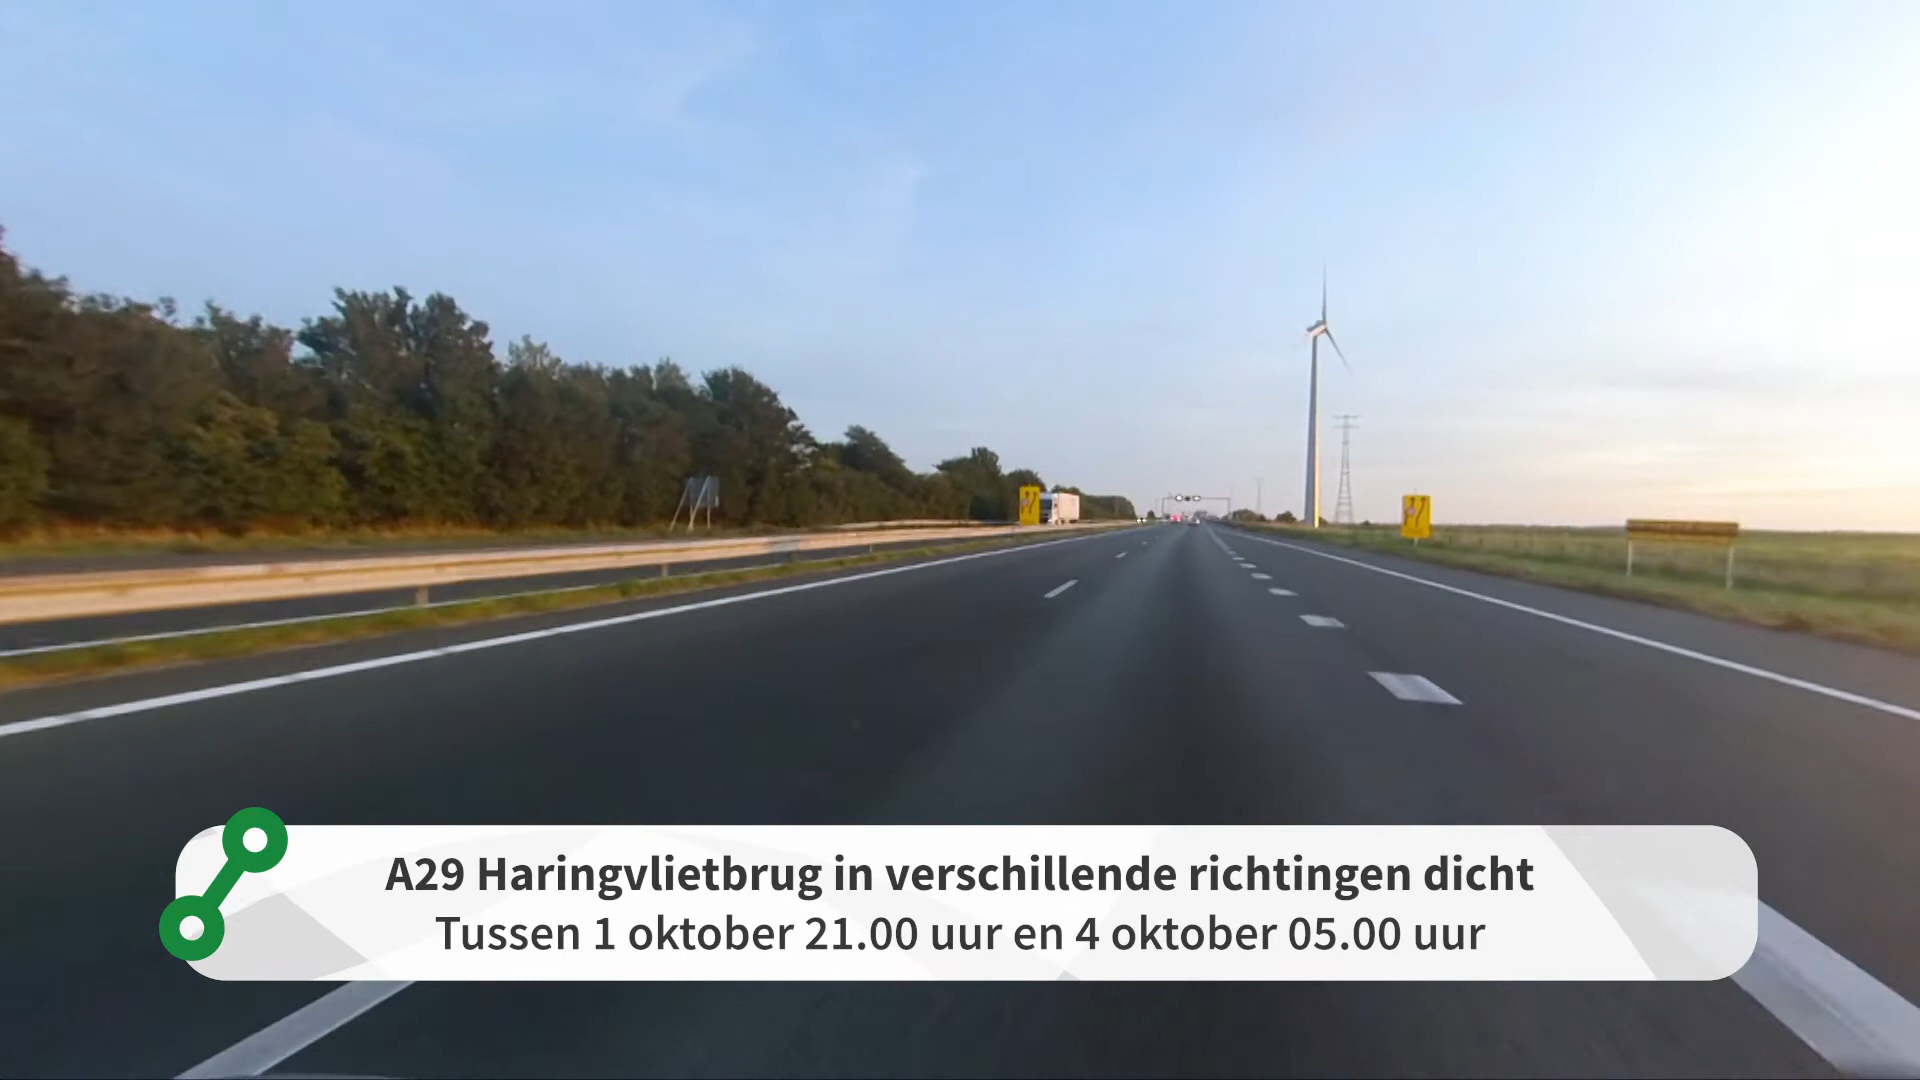 A29 Haringvlietbrug in verschillende richtingen dicht
Tussen 1 oktober 21.00 uur en 4 oktober 05.00 uur